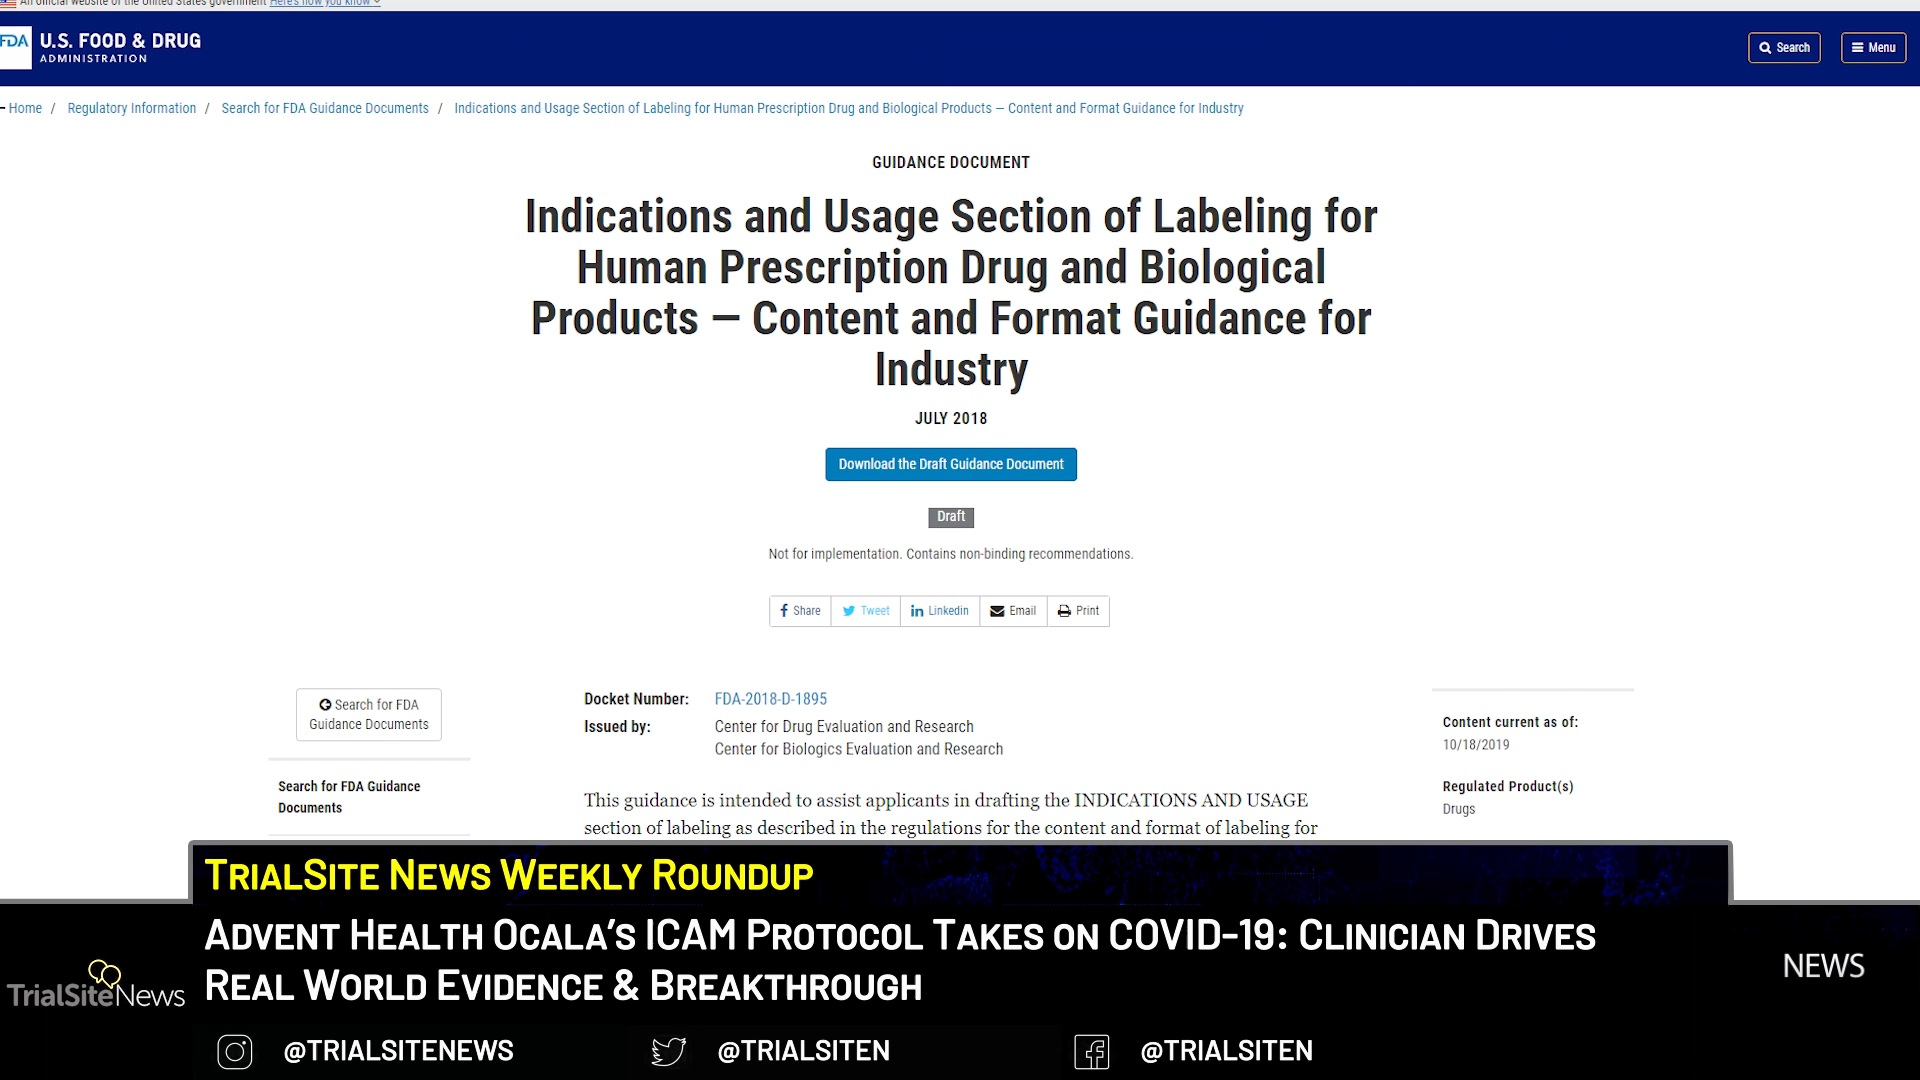 An official website of the United States government Here's how you know
FDA U.S. FOOD & DRUG
ADMINISTRATION
Search
Menu
Home / Regulatory Information / Search for FDA Guidance Documents / Indications and Usage Section of Labeling for Human Prescription Drug and Biological Products — Content and Format Guidance for Industry
GUIDANCE DOCUMENT
Indications and Usage Section of Labeling for
Human Prescription Drug and Biological
Products — Content and Format Guidance for
Industry
JULY 2018
Download the Draft Guidance Document
Draft
Not for implementation. Contains non-binding recommendations.
Share Tweet Linkedin Email Print
Search for FDA
Guidance Documents
Search for FDA Guidance
Documents
Docket Number: FDA-2018-D-1895
Issued by: Center for Drug Evaluation and Research
Center for Biologics Evaluation and Research
This guidance is intended to assist applicants in drafting the INDICATIONS AND USAGE
section of labeling as described in the regulations for the content and format of labeling for
Content current as of:
10/18/2019
Regulated Product(s)
Drugs
TRIALSITE NEWS WEEKLY ROUNDUP
ADVENT HEALTH OCALA'S ICAM PROTOCOL TAKES ON COVID-19: CLINICIAN DRIVES
REAL WORLD EVIDENCE & BREAKTHROUGH
TrialSiteNews
NEWS
@TRIALSITENEWS
@TRIALSITEN
@TRIALSITEN